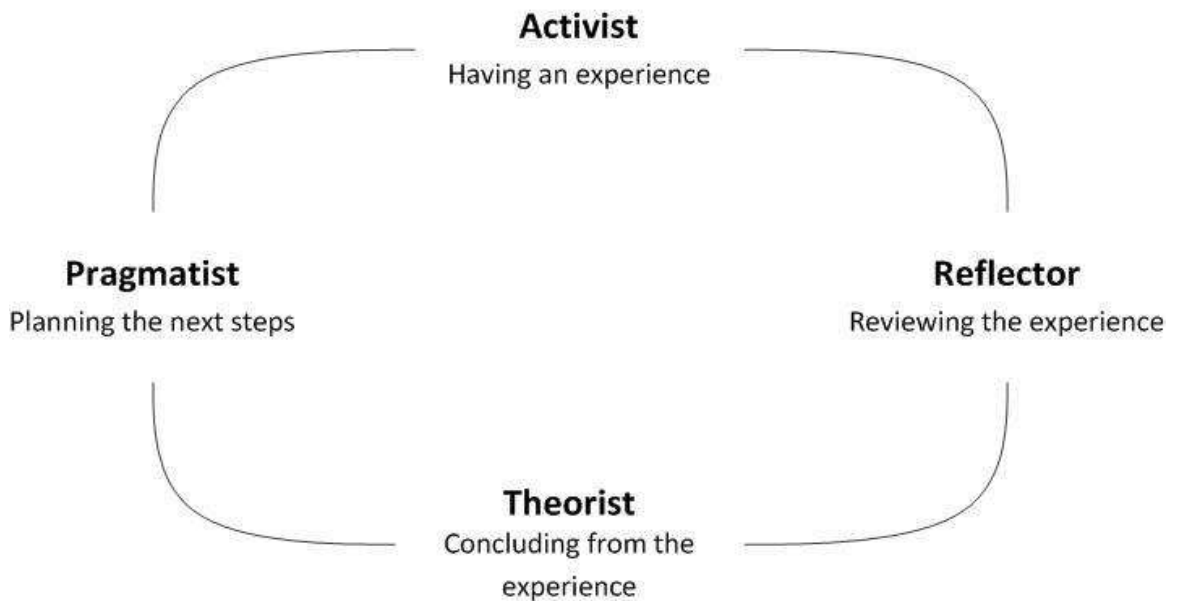 Activist
Having an experience
Pragmatist
Planning the next steps
Reflector
Reviewing the experience
Theorist
Concluding from the
experience